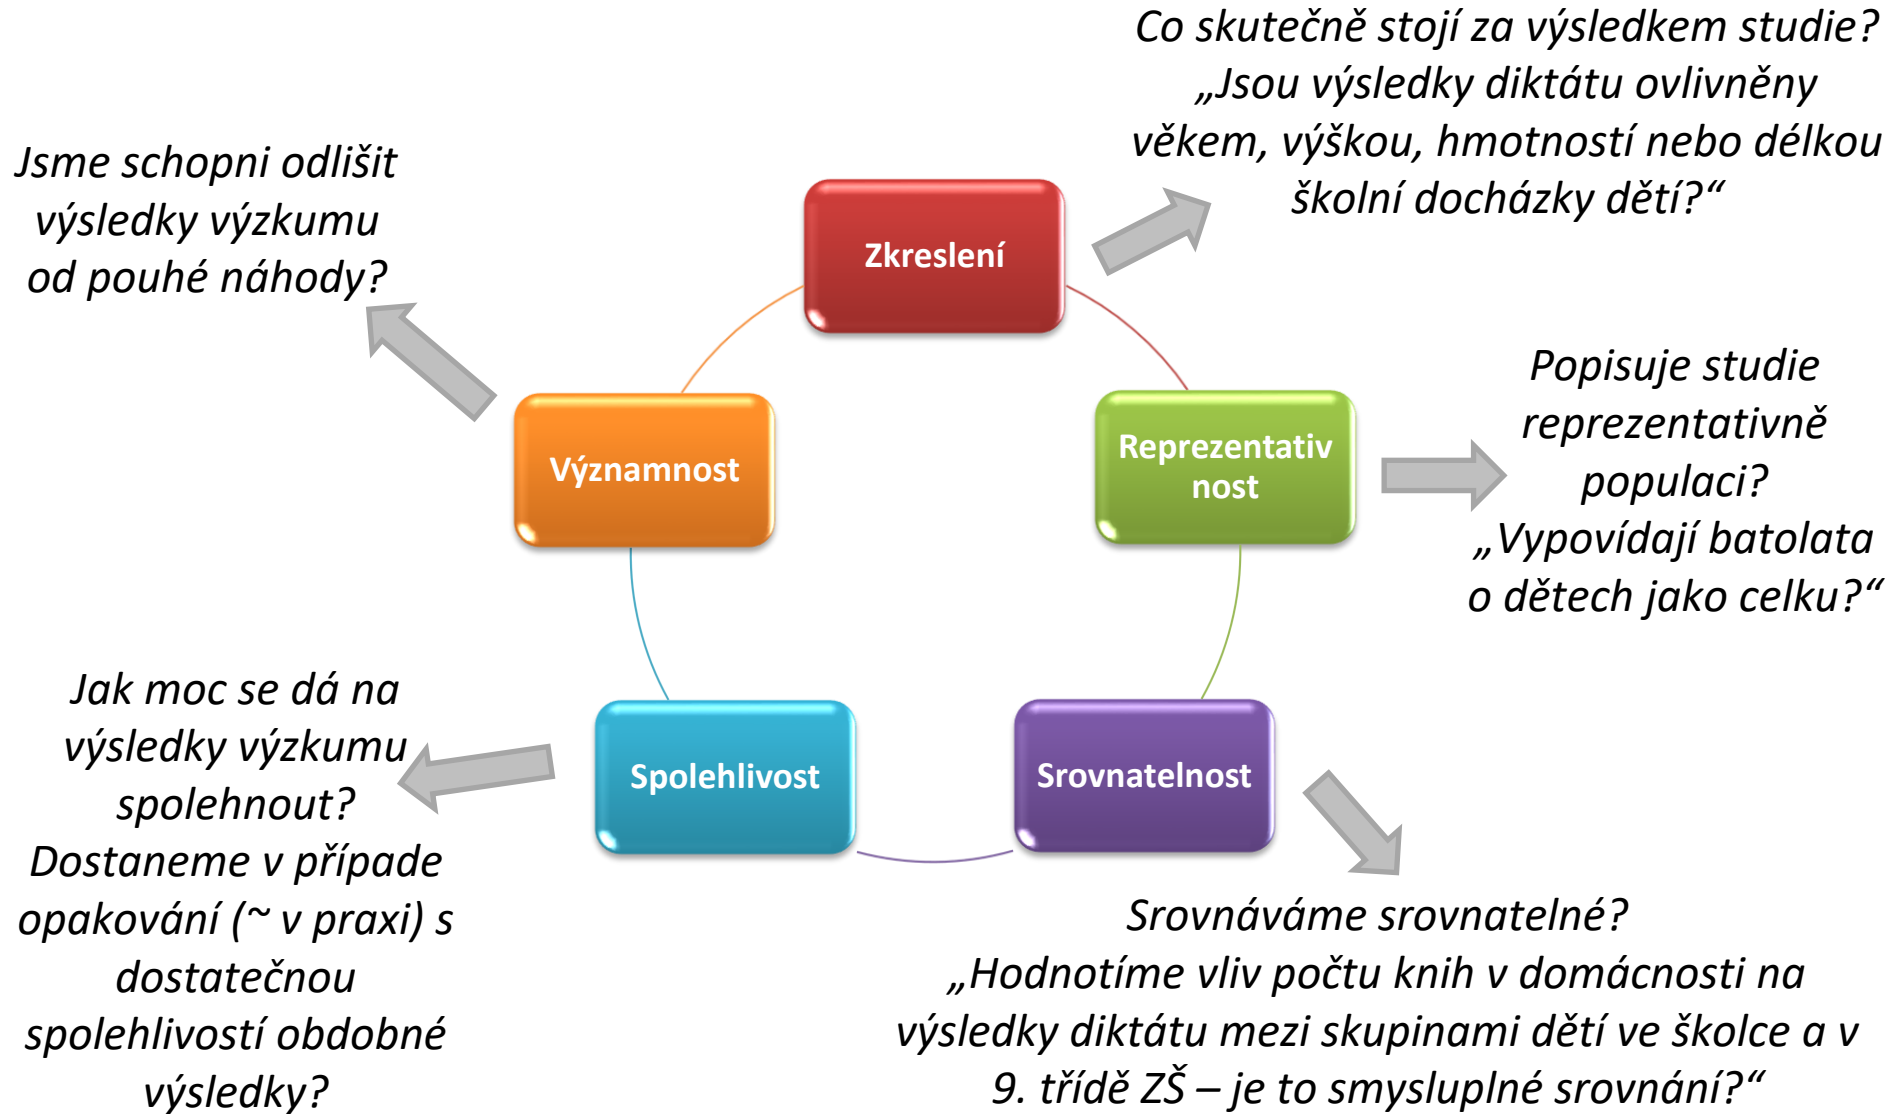 Co skutečně stojí za výsledkem studie?
„Jsou výsledky diktátu ovlivněny
věkem, výškou, hmotností nebo délkou
školní docházky dětí?“
Jsme schopni odlišit
výsledky výzkumu
od pouhé náhody?
Zkreslení
Popisuje studie
reprezentativně
populaci?
„Vypovídají batolata
o dětech jako celku?“
Významnost
Reprezentativ
nost
Jak moc se dá na
výsledky výzkumu
spolehnout?
Dostaneme v případe
opakování (~ v praxi) s
dostatečnou
spolehlivostí obdobné
výsledky?
Spolehlivost
Srovnatelnost
Srovnáváme srovnatelné?
„Hodnotíme vliv počtu knih v domácnosti na
výsledky diktátu mezi skupinami dětí ve školce a v
9. třídě ZŠ – je to smysluplné srovnání?“